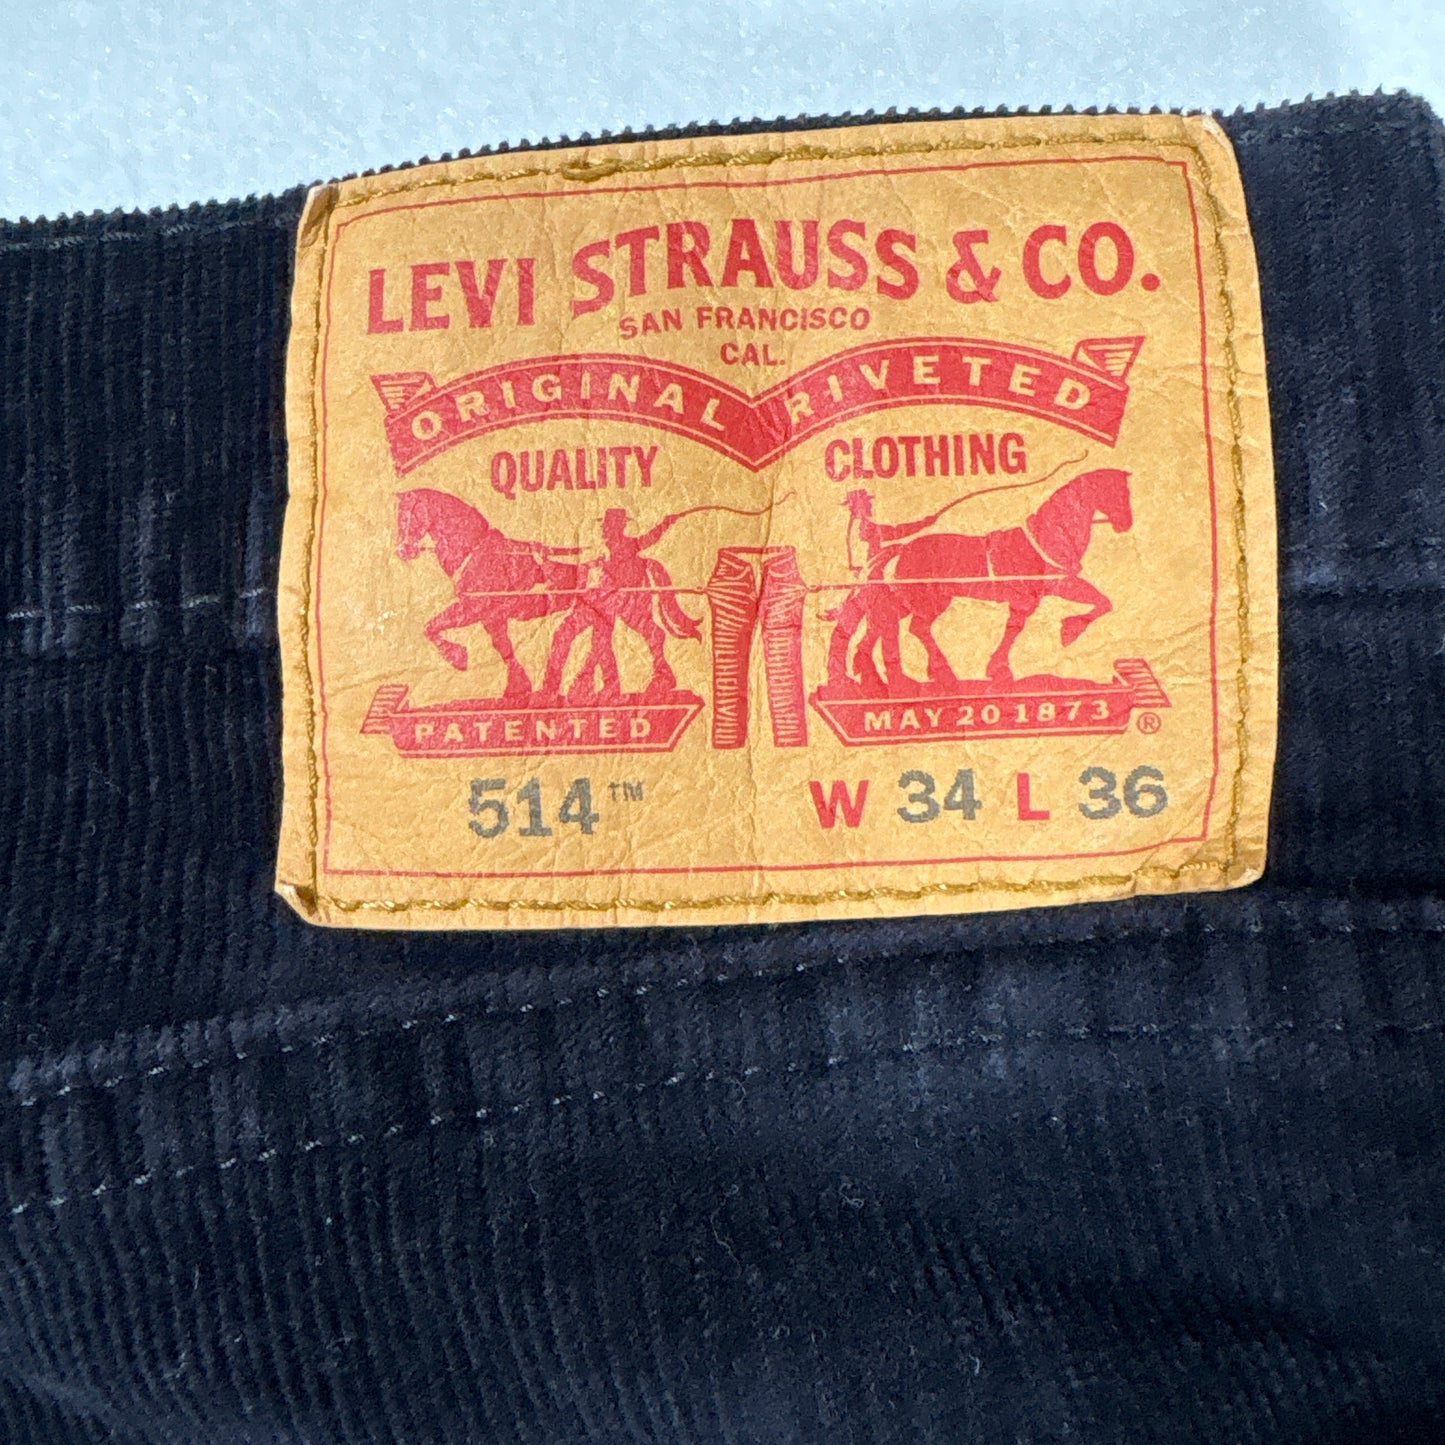 LEVI STRAUSS & CO.
SAN FRANCISCO
CAL.
ORIGINAL RIVETED
QUALITY CLOTHING
PATENTED MAY 20 1873 ®
514™ W 34 L 36